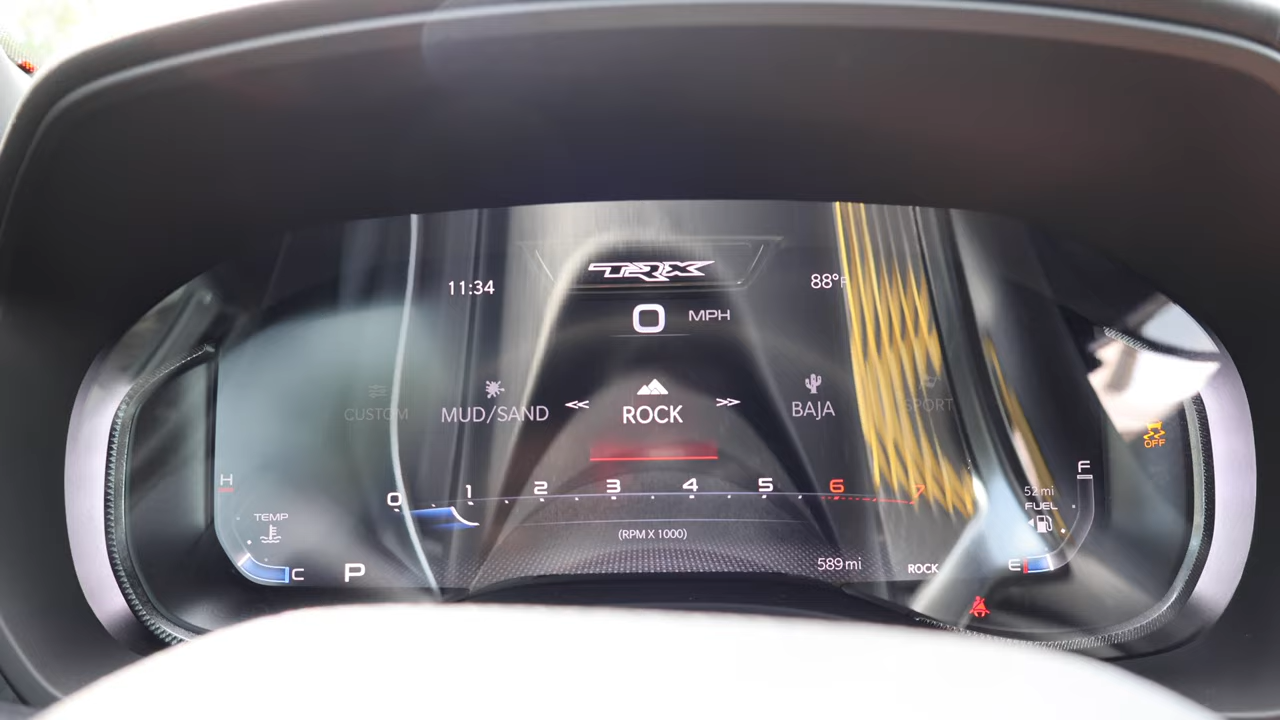 TRX
11:34
88°F
0 MPH
CUSTOM
MUD/SAND
ROCK
BAJA
SPORT
0 1 2 3 4 5 6 7
(RPM X 1000)
H
TEMP
C
P
589 mi
ROCK
F
52 mi
FUEL
E
OFF